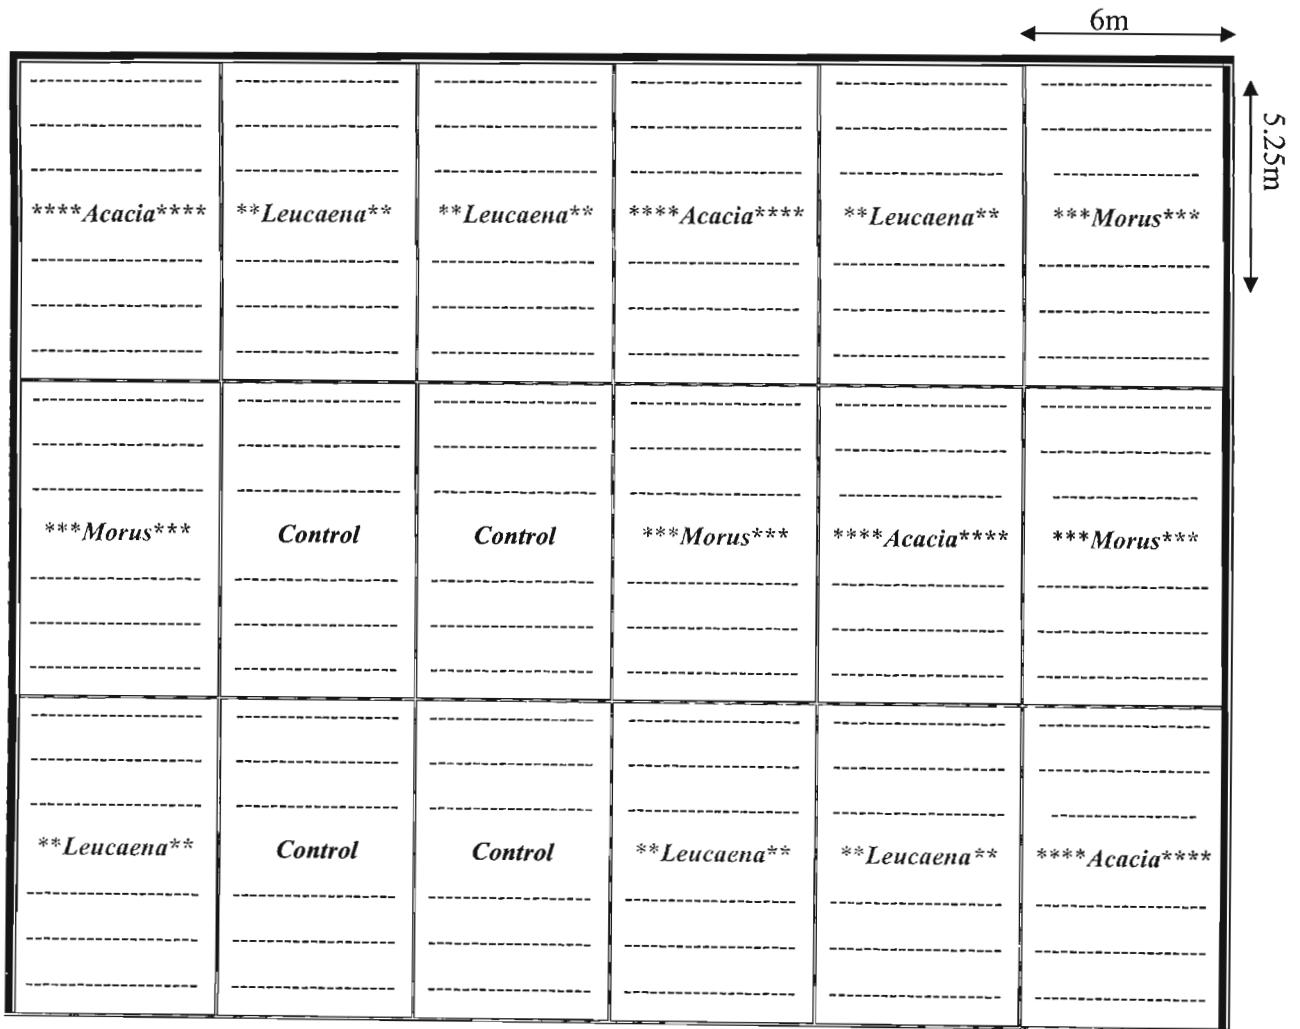 6m
5.25m
****Acacia**** **Leucaena** **Leucaena** ****Acacia**** **Leucaena** ***Morus***
***Morus*** Control Control ***Morus*** ****Acacia**** ***Morus***
**Leucaena** Control Control **Leucaena** **Leucaena** ****Acacia****